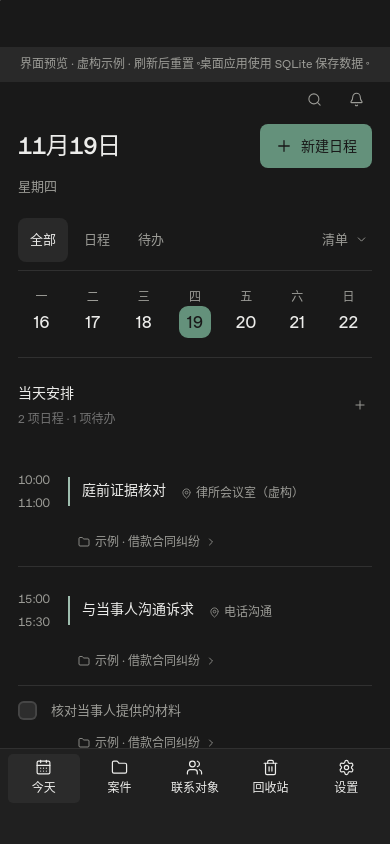 界面预览 · 虚构示例 · 刷新后重置。桌面应用使用 SQLite 保存数据。
11月19日
新建日程
星期四
全部 日程 待办 清单
一 二 三 四 五 六 日
16 17 18 19 20 21 22
当天安排
2 项日程 · 1 项待办
10:00
11:00
庭前证据核对 律所会议室（虚构）
示例 · 借款合同纠纷
15:00
15:30
与当事人沟通诉求 电话沟通
示例 · 借款合同纠纷
核对当事人提供的材料
示例 · 借款合同纠纷
今天 案件 联系对象 回收站 设置